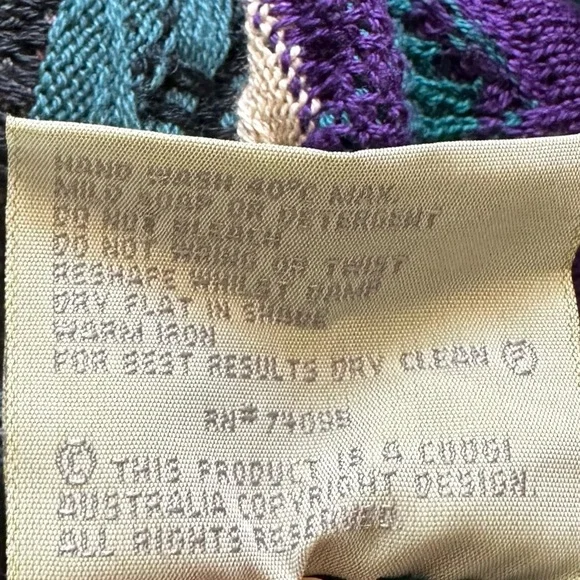 HAND WASH 40°C MAX.
MILD SOAP OR DETERGENT
DO NOT BLEACH
DO NOT WRING OR TWIST
RESHAPE WHILST DAMP
DRY FLAT IN SHADE
WARM IRON
FOR BEST RESULTS DRY CLEAN Ⓟ
RN# 74098
© THIS PRODUCT IS A COOGI
AUSTRALIA COPYRIGHT DESIGN.
ALL RIGHTS RESERVED.